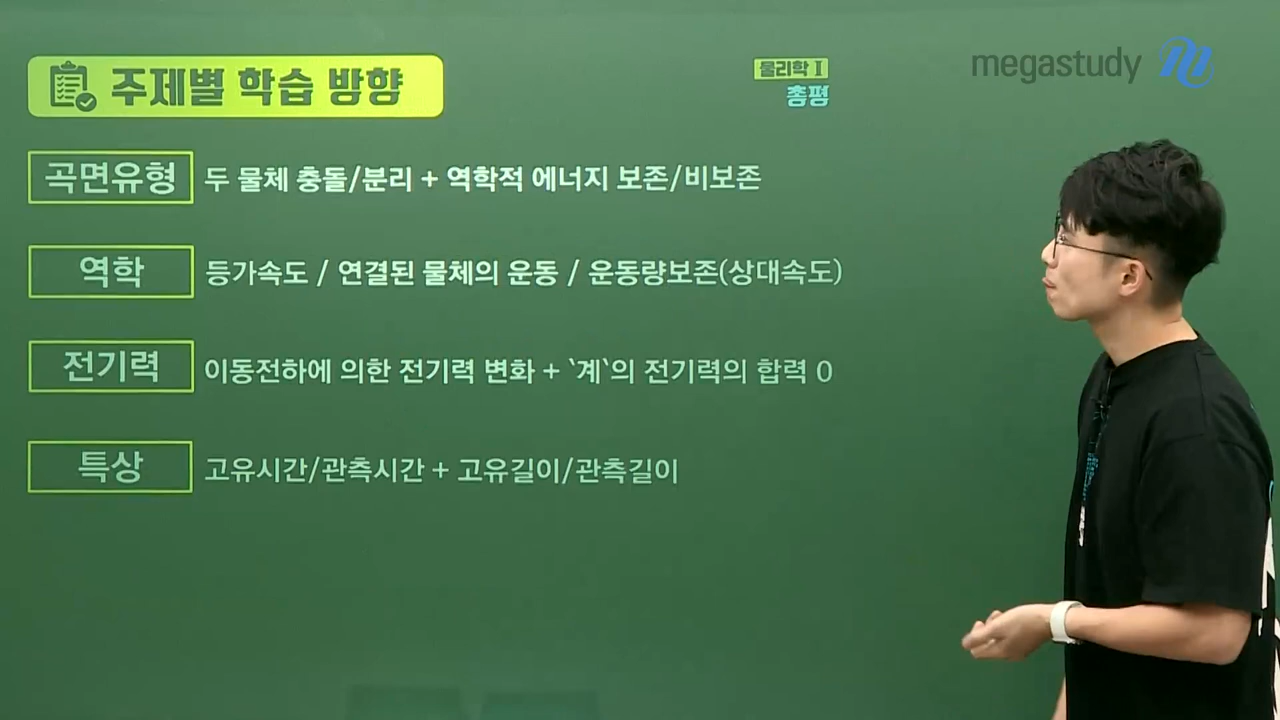 주제별 학습 방향
물리학 I
총평
megastudy
곡면유형 두 물체 충돌/분리 + 역학적 에너지 보존/비보존
역학 등가속도 / 연결된 물체의 운동 / 운동량보존(상대속도)
전기력 이동전하에 의한 전기력 변화 + `계`의 전기력의 합력 0
특상 고유시간/관측시간 + 고유길이/관측길이